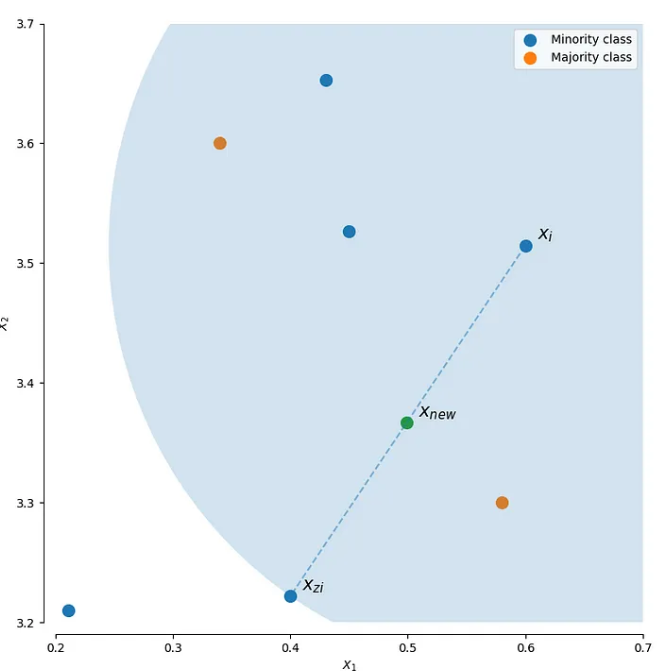 3.7
Minority class
Majority class
3.6
x_i
3.5
X_2
3.4
x_new
3.3
x_zi
3.2
0.2 0.3 0.4 0.5 0.6 0.7
X_1